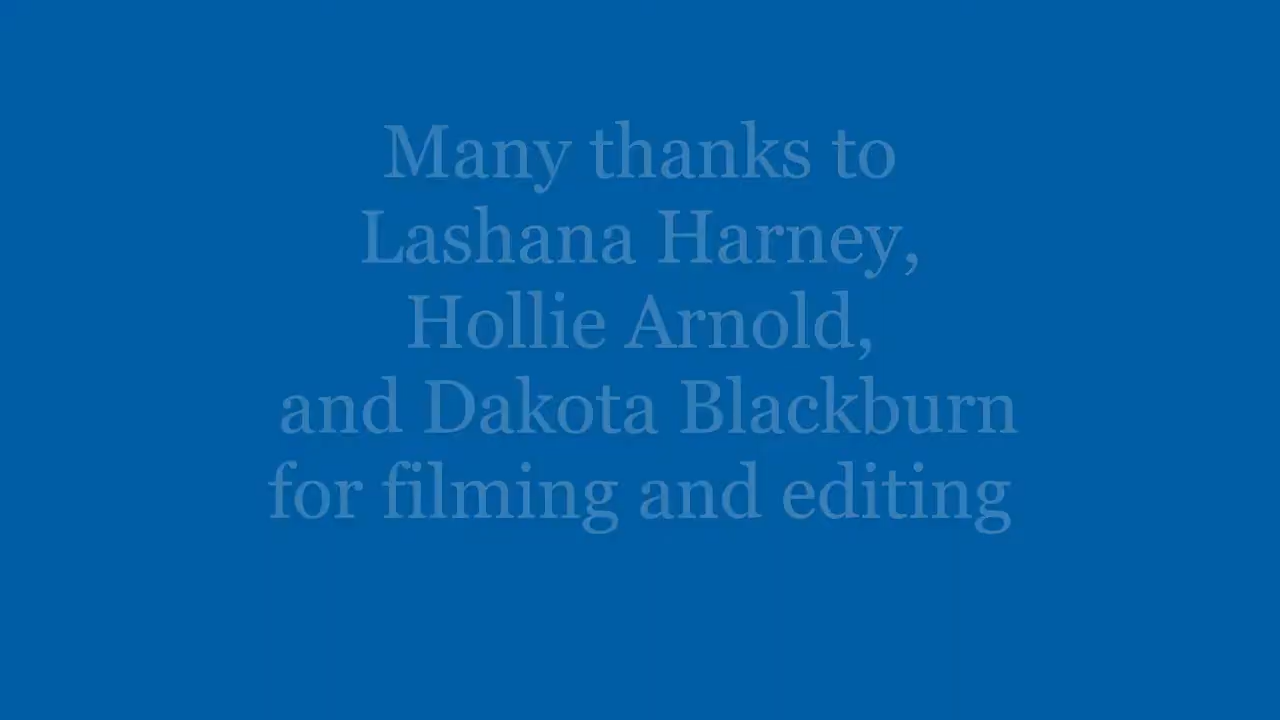 Many thanks to
Lashana Harney,
Hollie Arnold,
and Dakota Blackburn
for filming and editing